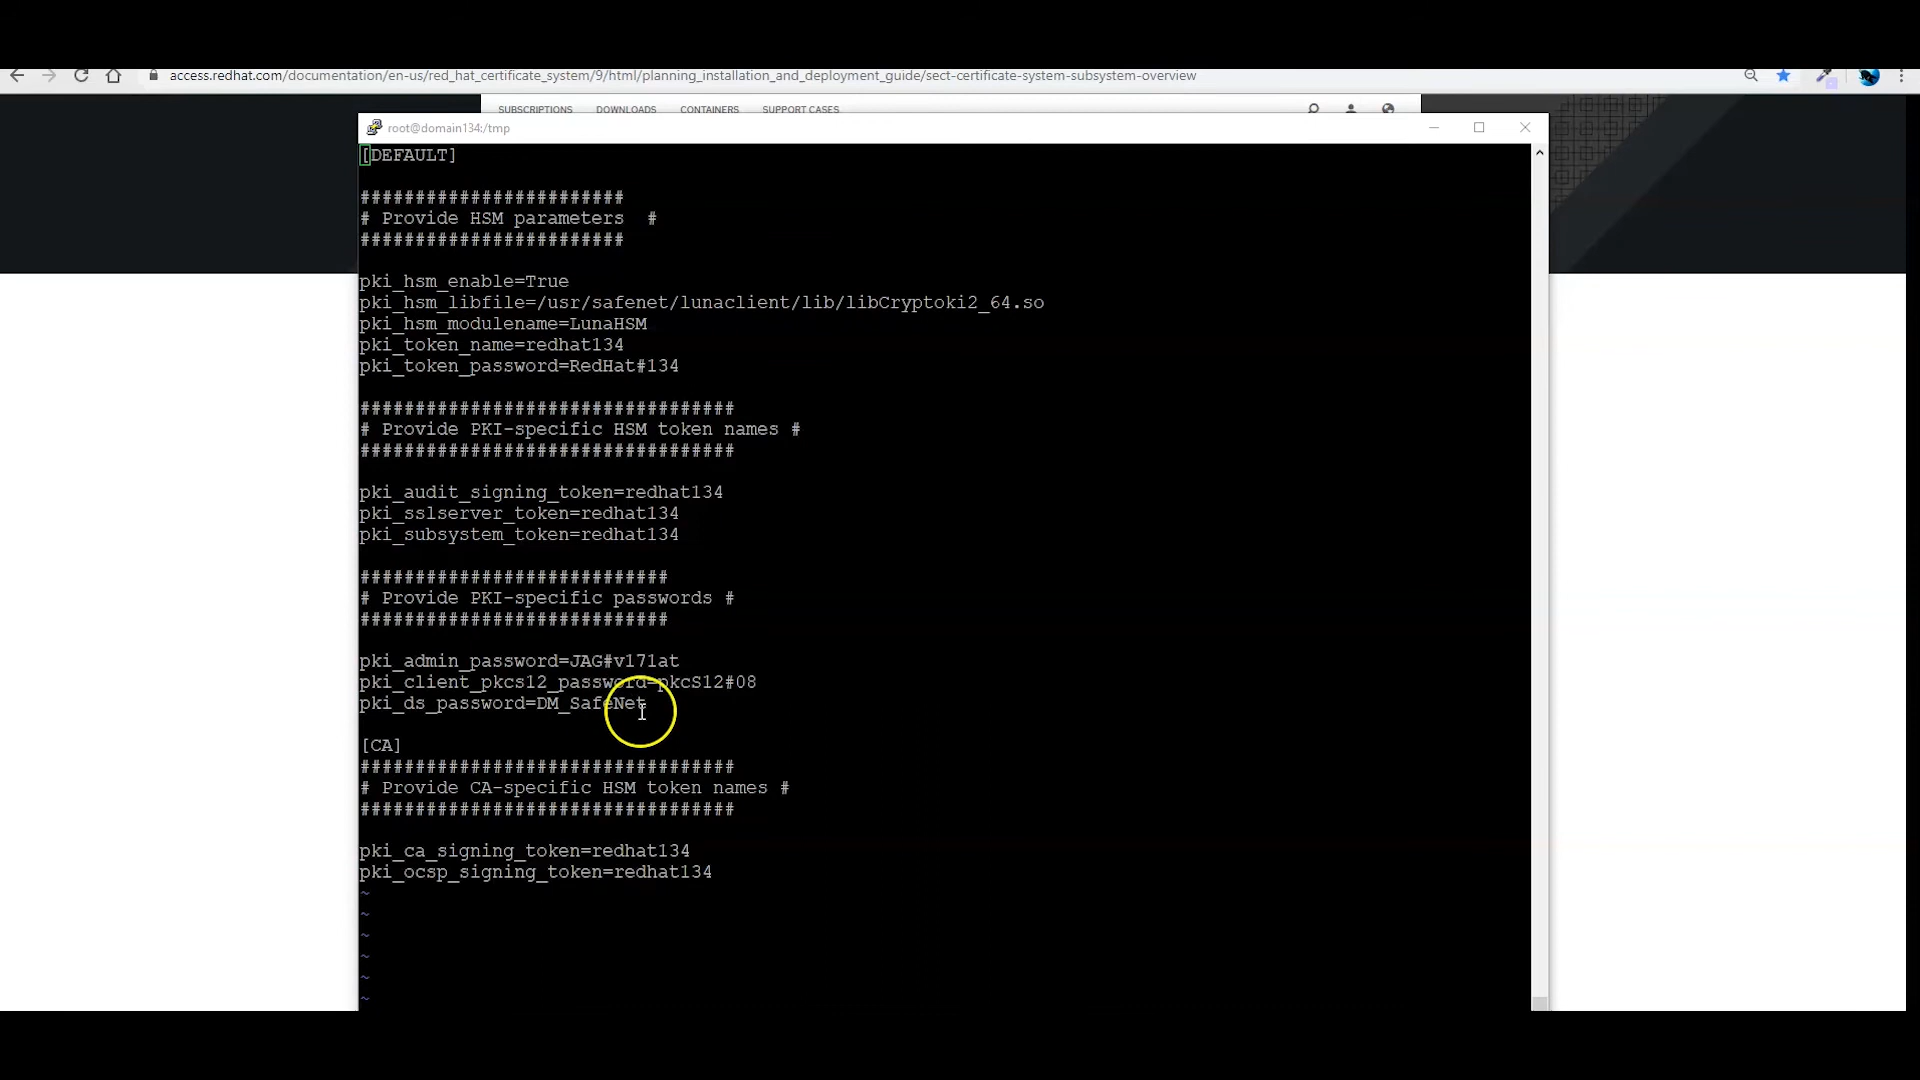 access.redhat.com/documentation/en-us/red_hat_certificate_system/9/html/planning_installation_and_deployment_guide/sect-certificate-system-subsystem-overview
SUBSCRIPTIONS DOWNLOADS CONTAINERS SUPPORT CASES
root@domain134:/tmp
[DEFAULT]
########################
# Provide HSM parameters  #
########################
pki_hsm_enable=True
pki_hsm_libfile=/usr/safenet/lunaclient/lib/libCryptoki2_64.so
pki_hsm_modulename=LunaHSM
pki_token_name=redhat134
pki_token_password=RedHat#134
##################################
# Provide PKI-specific HSM token names #
##################################
pki_audit_signing_token=redhat134
pki_sslserver_token=redhat134
pki_subsystem_token=redhat134
############################
# Provide PKI-specific passwords #
############################
pki_admin_password=JAG#v171at
pki_client_pkcs12_password=pkcS12#08
pki_ds_password=DM_SafeNet
[CA]
##################################
# Provide CA-specific HSM token names #
##################################
pki_ca_signing_token=redhat134
pki_ocsp_signing_token=redhat134
~
~
~
~
~
~